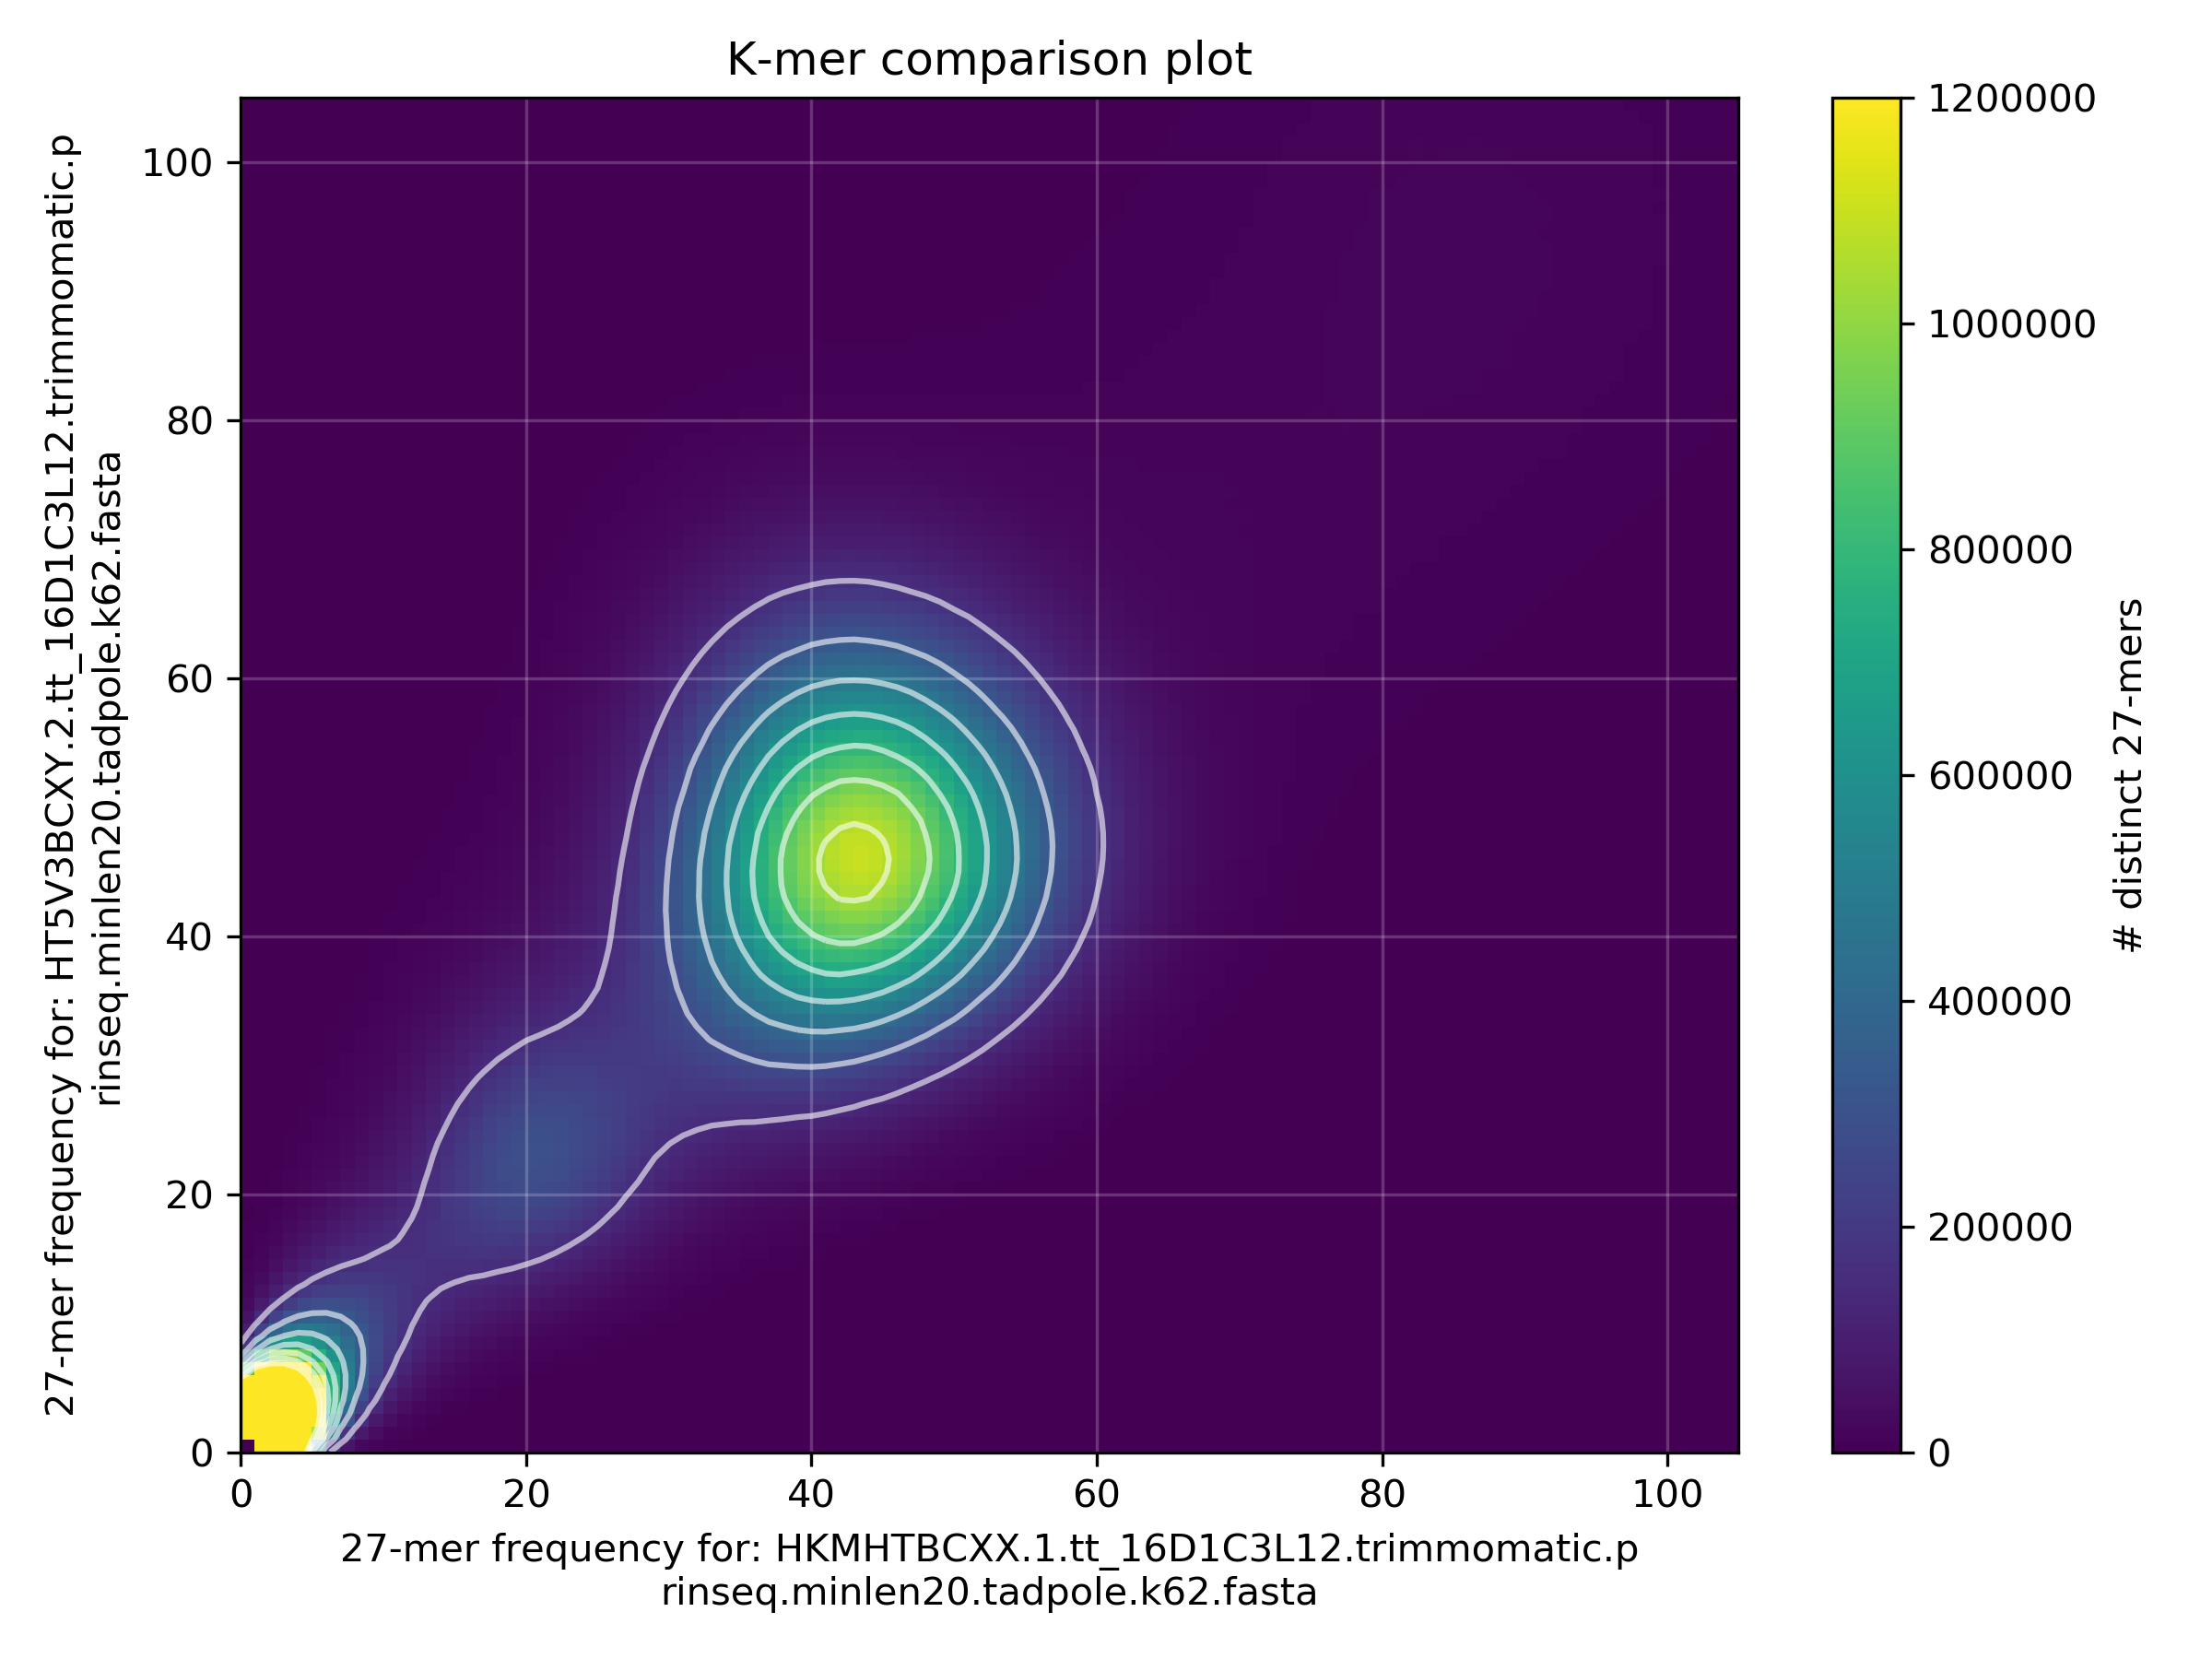 K-mer comparison plot
27-mer frequency for: HT5V3BCXY.2.tt_16D1C3L12.trimmomatic.p
rinseq.minlen20.tadpole.k62.fasta
100
80
60
40
20
0
0 20 40 60 80 100
27-mer frequency for: HKMHTBCXX.1.tt_16D1C3L12.trimmomatic.p
rinseq.minlen20.tadpole.k62.fasta
1200000
1000000
800000
600000
400000
200000
0
# distinct 27-mers